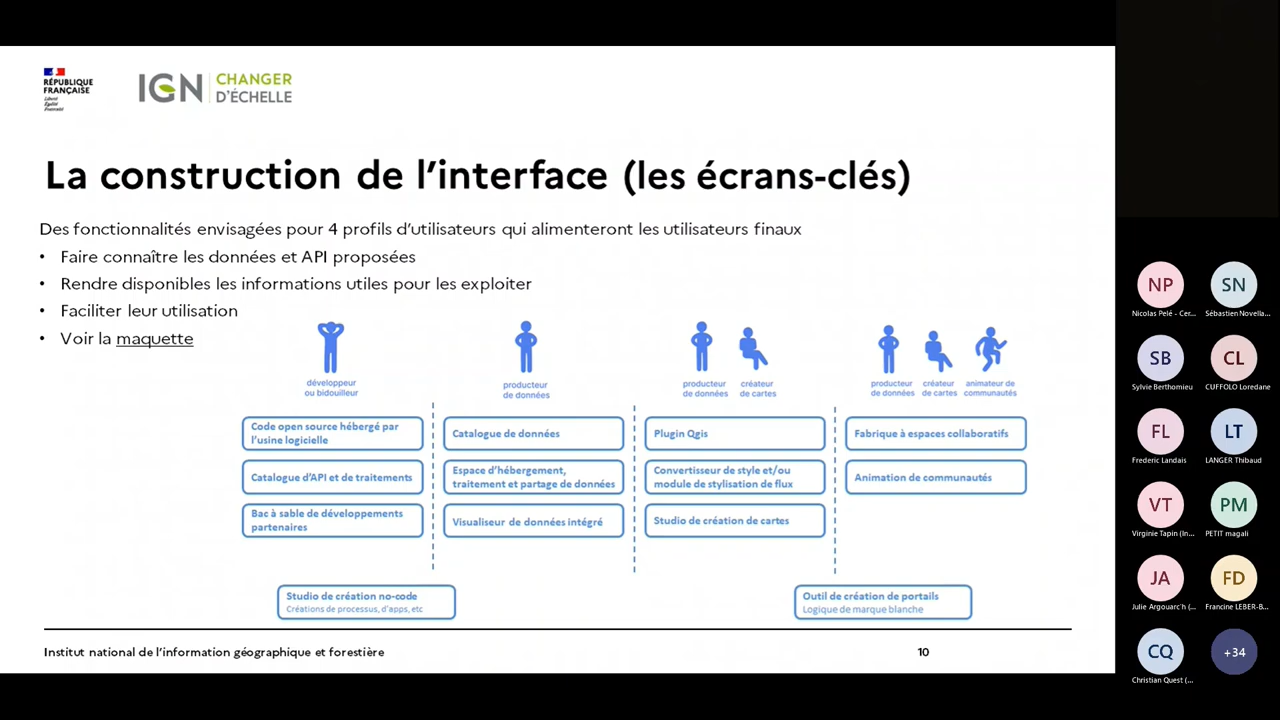 RÉPUBLIQUE
FRANÇAISE
Liberté
Égalité
Fraternité
IGN
CHANGER
D'ÉCHELLE
La construction de l'interface (les écrans-clés)
Des fonctionnalités envisagées pour 4 profils d'utilisateurs qui alimenteront les utilisateurs finaux
• Faire connaître les données et API proposées
• Rendre disponibles les informations utiles pour les exploiter
• Faciliter leur utilisation
• Voir la maquette
développeur
ou bidouilleur
producteur
de données
producteur
de données
créateur
de cartes
producteur
de données
créateur
de cartes
animateur de
communautés
Code open source hébergé par
l'usine logicielle
Catalogue d'API et de traitements
Bac à sable de développements
partenaires
Catalogue de données
Espace d'hébergement,
traitement et partage de données
Visualiseur de données intégré
Plugin Qgis
Convertisseur de style et/ou
module de stylisation de flux
Studio de création de cartes
Fabrique à espaces collaboratifs
Animation de communautés
Studio de création no-code
Créations de processus, d'apps, etc
Outil de création de portails
Logique de marque blanche
Institut national de l'information géographique et forestière
10
NP
Nicolas Pelé - Cer...
SN
Sébastien Novella...
SB
Sylvie Berthomieu
CL
CUFFOLO Loredane
FL
Frederic Landais
LT
LANGER Thibaud
VT
Virginie Tapin (In...
PM
PETIT magali
JA
Julie Argouarc'h (...
FD
Francine LEBER-B...
CQ
Christian Quest (...
+34